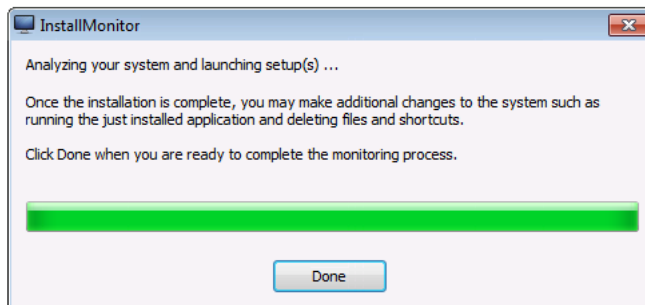 InstallMonitor
Analyzing your system and launching setup(s) ...
Once the installation is complete, you may make additional changes to the system such as
running the just installed application and deleting files and shortcuts.
Click Done when you are ready to complete the monitoring process.
Done